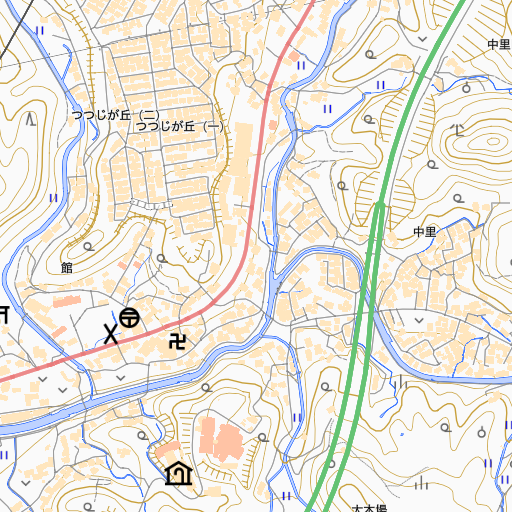 中里
つつじが丘（二）
つつじが丘（一）
中里
館
大木場